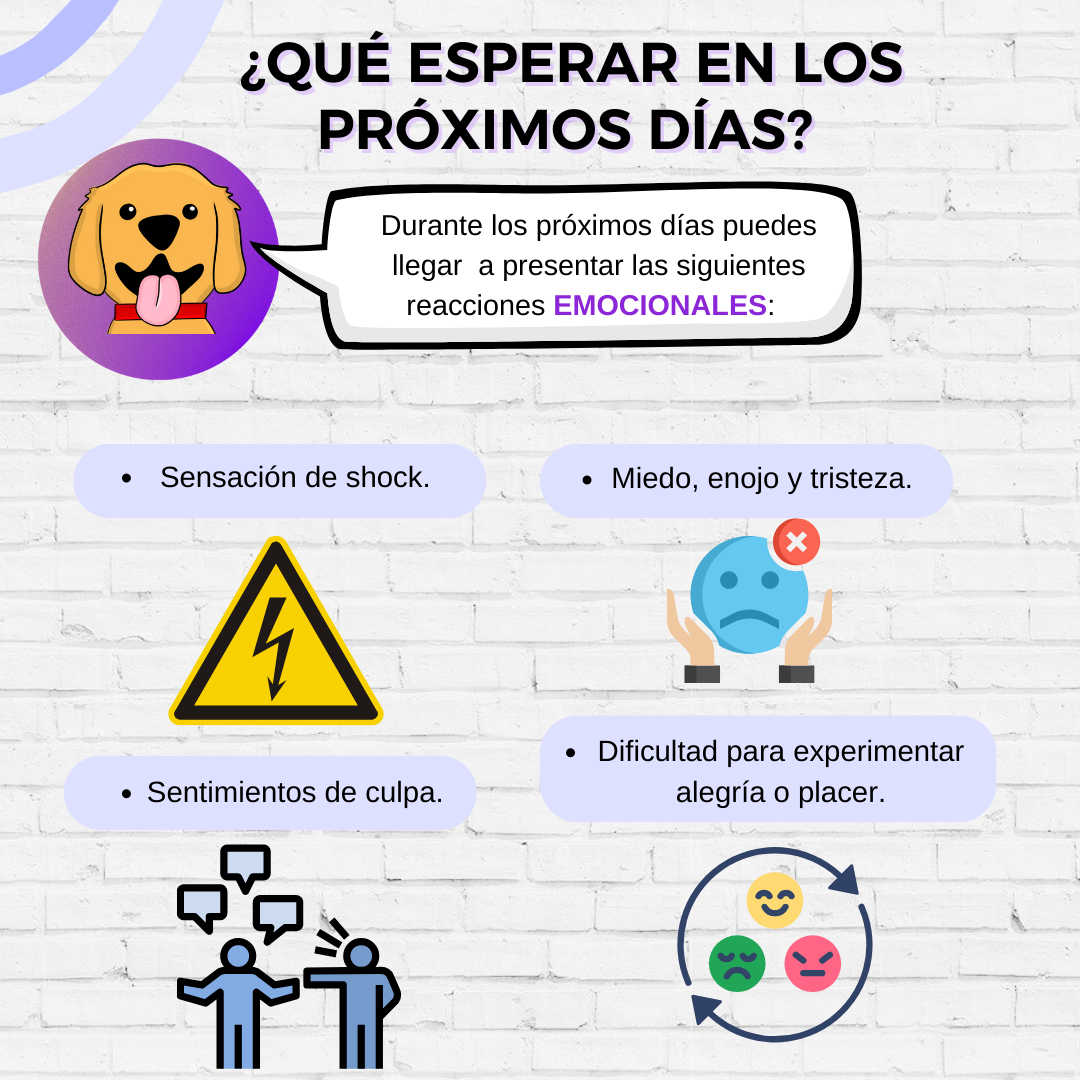 ¿QUÉ ESPERAR EN LOS
PRÓXIMOS DÍAS?
Durante los próximos días puedes
llegar  a presentar las siguientes
reacciones EMOCIONALES:
• Sensación de shock.
• Miedo, enojo y tristeza.
• Sentimientos de culpa.
• Dificultad para experimentar
alegría o placer.